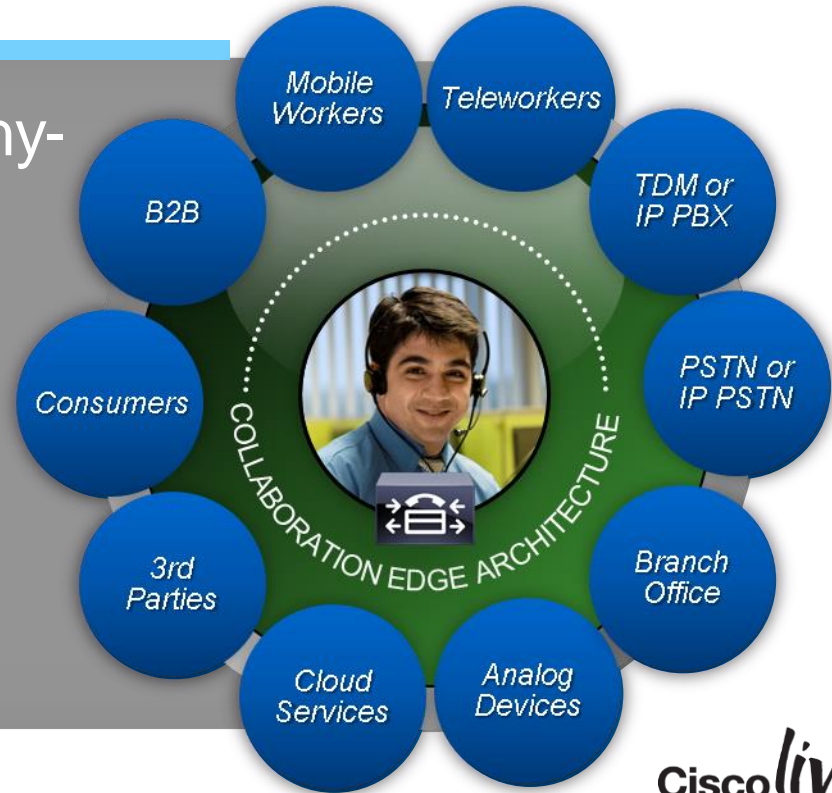 ny-
Mobile
Workers
Teleworkers
B2B
TDM or
IP PBX
Consumers
PSTN or
IP PSTN
COLLABORATION EDGE ARCHITECTURE
3rd
Parties
Branch
Office
Cloud
Services
Analog
Devices
Cisco liv